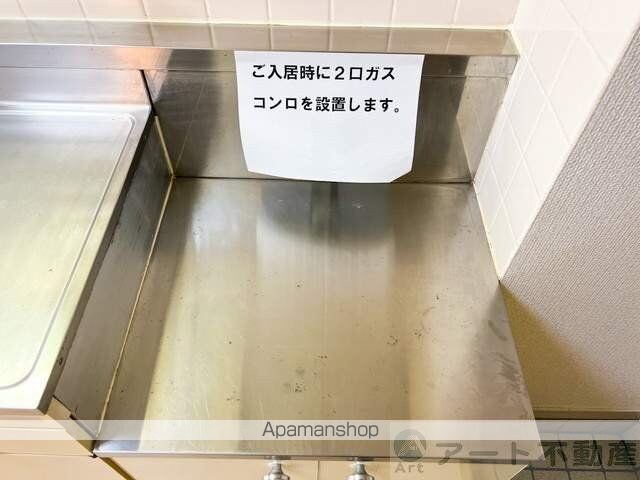 ご入居時に２口ガス
コンロを設置します。
Apamanshop
Art アート不動産